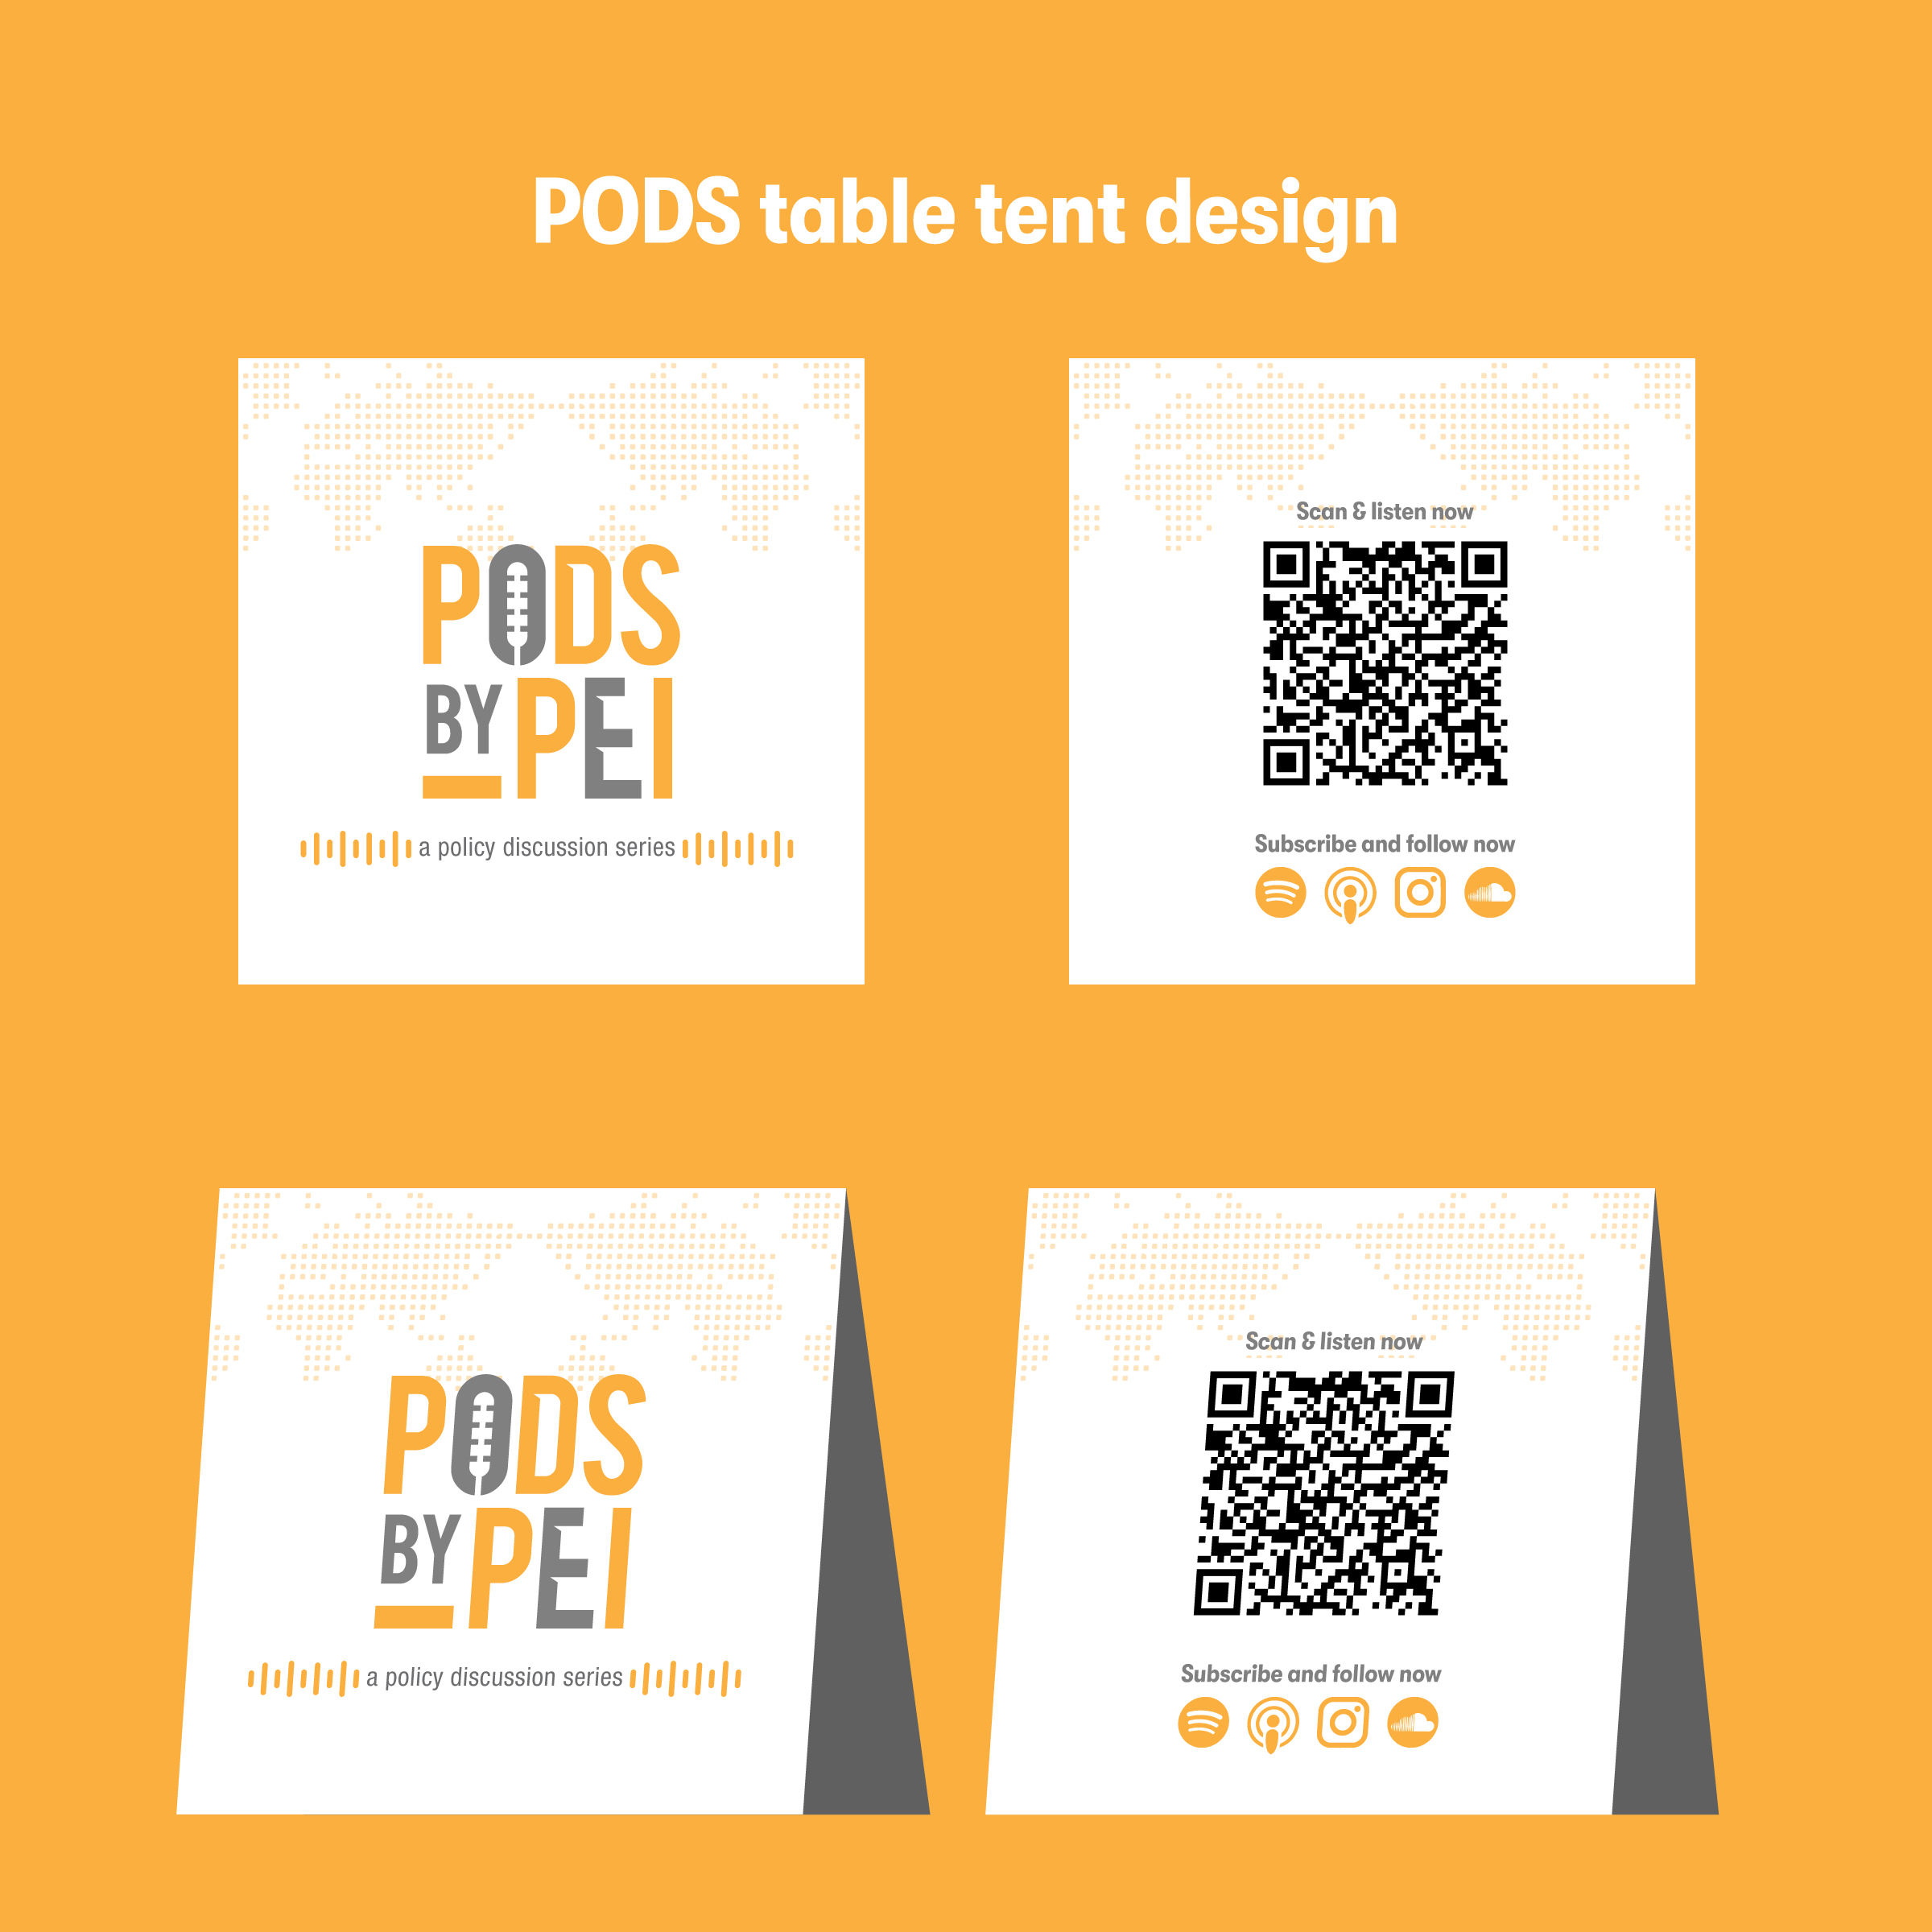 PODS table tent design
PODS
BY PEI
a policy discussion series
Scan & listen now
Subscribe and follow now
PODS
BY PEI
a policy discussion series
Scan & listen now
Subscribe and follow now